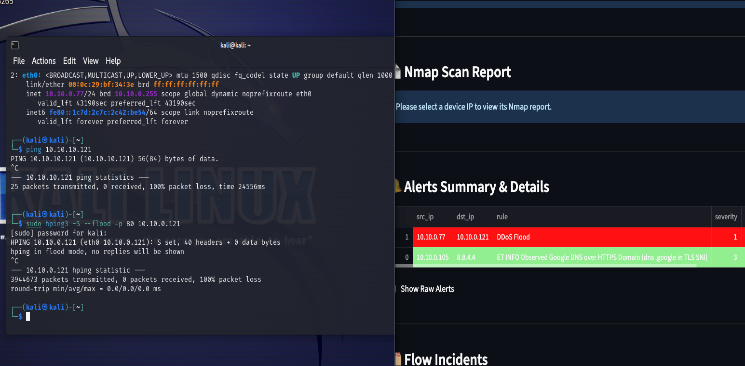 kali@kali: ~
File Actions Edit View Help
2: eth0: <BROADCAST,MULTICAST,UP,LOWER_UP> mtu 1500 qdisc fq_codel state UP group default qlen 1000
link/ether 00:0c:29:bf:34:3e brd ff:ff:ff:ff:ff:ff
inet 10.10.0.77/24 brd 10.10.0.255 scope global dynamic noprefixroute eth0
valid_lft 43190sec preferred_lft 43190sec
inet6 fe80::1c7d:2c7c:2c42:be54/64 scope link noprefixroute
valid_lft forever preferred_lft forever
┌──(kali㉿kali)-[~]
└─$ ping 10.10.10.121
PING 10.10.10.121 (10.10.10.121) 56(84) bytes of data.
^C
--- 10.10.10.121 ping statistics ---
25 packets transmitted, 0 received, 100% packet loss, time 24556ms
┌──(kali㉿kali)-[~]
└─$ sudo hping3 -S --flood -p 80 10.10.0.121
[sudo] password for kali:
HPING 10.10.0.121 (eth0 10.10.0.121): S set, 40 headers + 0 data bytes
hping in flood mode, no replies will be shown
^C
--- 10.10.0.121 hping statistic ---
3944673 packets transmitted, 0 packets received, 100% packet loss
round-trip min/avg/max = 0.0/0.0/0.0 ms
┌──(kali㉿kali)-[~]
└─$
KALI LINUX
Nmap Scan Report
Please select a device IP to view its Nmap report.
Alerts Summary & Details
src_ip dst_ip rule severity
1 10.10.0.77 10.10.0.121 DDoS Flood 1
0 10.10.0.105 8.8.4.4 ET INFO Observed Google DNS over HTTPS Domain (dns .google in TLS SNI) 3
Show Raw Alerts
Flow Incidents